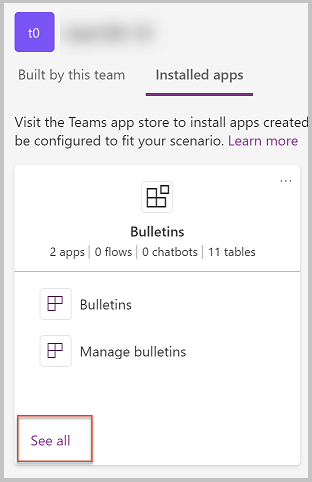 t0
Built by this team Installed apps
Visit the Teams app store to install apps created
be configured to fit your scenario. Learn more
...
Bulletins
2 apps | 0 flows | 0 chatbots | 11 tables
Bulletins
Manage bulletins
See all